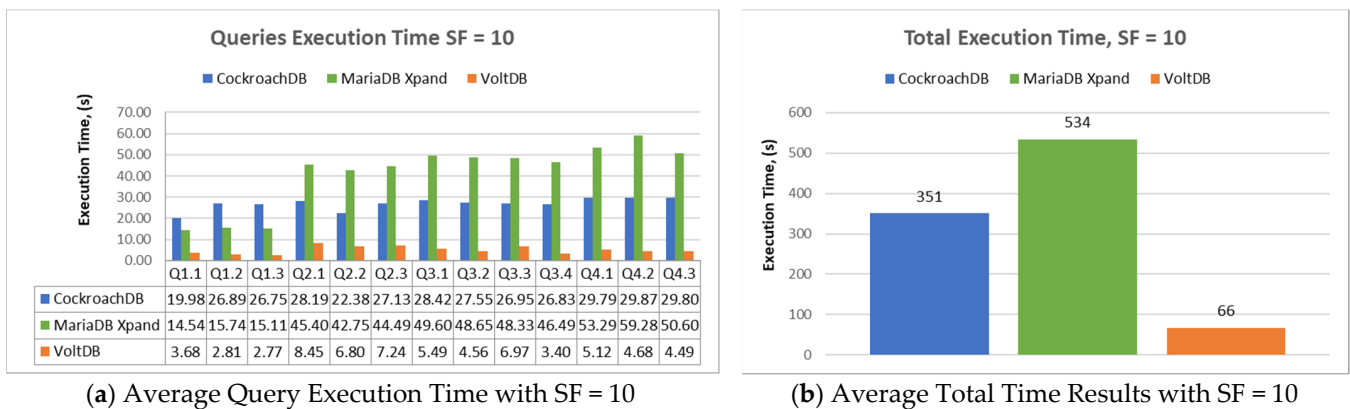 Queries Execution Time SF = 10
CockroachDB MariaDB Xpand VoltDB
Execution Time, (s)
70.00
60.00
50.00
40.00
30.00
20.00
10.00
0.00
Q1.1 Q1.2 Q1.3 Q2.1 Q2.2 Q2.3 Q3.1 Q3.2 Q3.3 Q3.4 Q4.1 Q4.2 Q4.3
CockroachDB 19.98 26.89 26.75 28.19 22.38 27.13 28.42 27.55 26.95 26.83 29.79 29.87 29.80
MariaDB Xpand 14.54 15.74 15.11 45.40 42.75 44.49 49.60 48.65 48.33 46.49 53.29 59.28 50.60
VoltDB 3.68 2.81 2.77 8.45 6.80 7.24 5.49 4.56 6.97 3.40 5.12 4.68 4.49
(a) Average Query Execution Time with SF = 10
Total Execution Time, SF = 10
CockroachDB MariaDB Xpand VoltDB
Execution Time, (s)
600
500
400
300
200
100
0
351
534
66
(b) Average Total Time Results with SF = 10